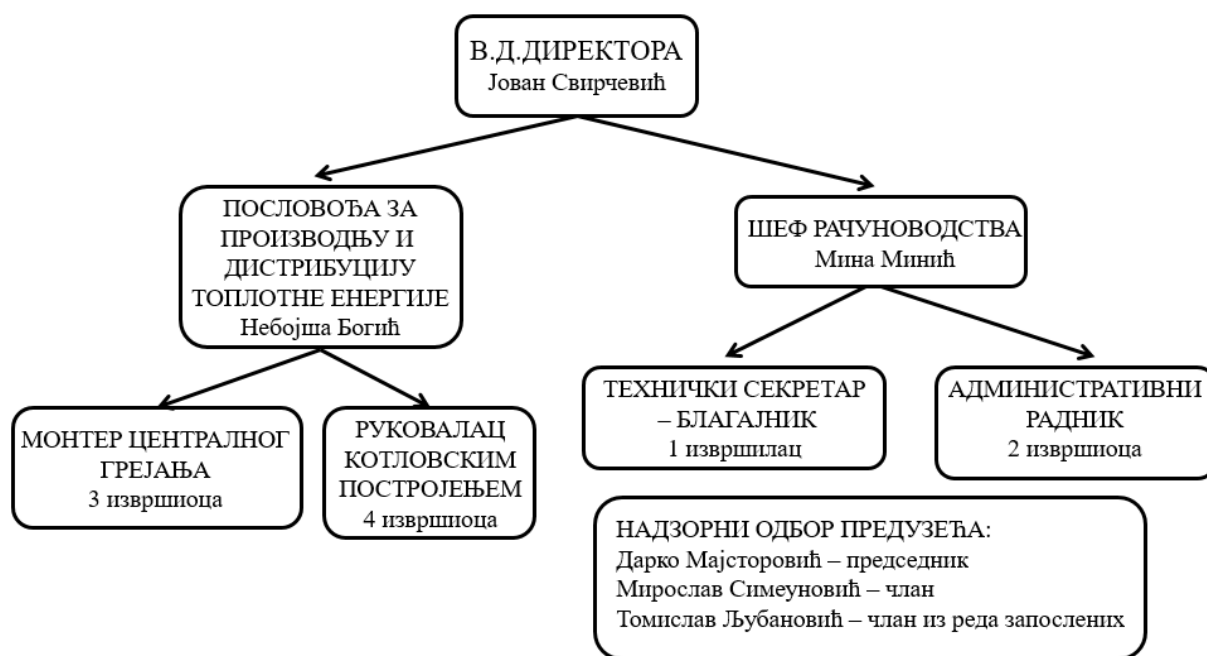 В.Д.ДИРЕКТОРА
Јован Свирчевић
ПОСЛОВОЂА ЗА
ПРОИЗВОДЊУ И
ДИСТРИБУЦИЈУ
ТОПЛОТНЕ ЕНЕРГИЈЕ
Небојша Богић
ШЕФ РАЧУНОВОДСТВА
Мина Минић
МОНТЕР ЦЕНТРАЛНОГ
ГРЕЈАЊА
3 извршиоца
РУКОВАЛАЦ
КОТЛОВСКИМ
ПОСТРОЈЕЊЕМ
4 извршиоца
ТЕХНИЧКИ СЕКРЕТАР
– БЛАГАЈНИК
1 извршилац
АДМИНИСТРАТИВНИ
РАДНИК
2 извршиоца
НАДЗОРНИ ОДБОР ПРЕДУЗЕЋА:
Дарко Мајсторовић – председник
Мирослав Симеуновић – члан
Томислав Љубановић – члан из реда запослених